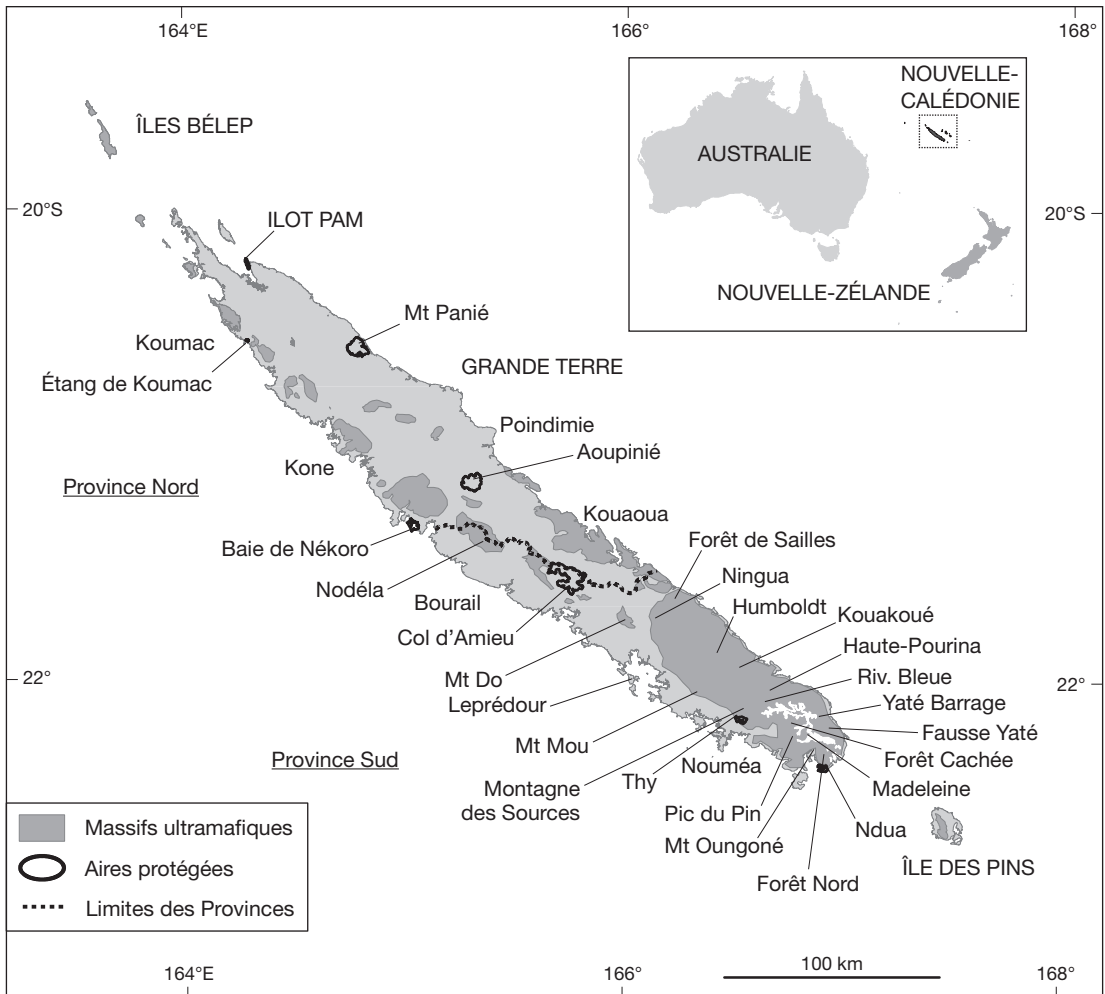 164°E
166°
168°
NOUVELLE-
CALÉDONIE
ÎLES BÉLEP
AUSTRALIE
20°S
ILOT PAM
20°S
NOUVELLE-ZÉLANDE
Mt Panié
Koumac
GRANDE TERRE
Étang de Koumac
Poindimie
Aoupinié
Kone
Province Nord
Kouaoua
Forêt de Sailles
Baie de Nékoro
Ningua
Nodéla
Bourail
Humboldt
Kouakoué
Col d'Amieu
Haute-Pourina
Mt Do
Riv. Bleue
22°
22°
Leprédour
Yaté Barrage
Fausse Yaté
Mt Mou
Province Sud
Nouméa
Forêt Cachée
Thy
Montagne
des Sources
Madeleine
Pic du Pin
Ndua
Mt Oungoné
ÎLE DES PINS
Forêt Nord
Massifs ultramafiques
Aires protégées
Limites des Provinces
100 km
164°E
166°
168°